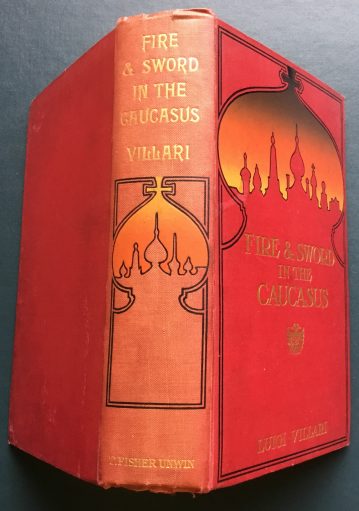 FIRE
& SWORD
IN THE
CAUCASUS
VILLARI
T. FISHER UNWIN
FIRE & SWORD
IN THE
CAUCASUS
LUIGI VILLARI